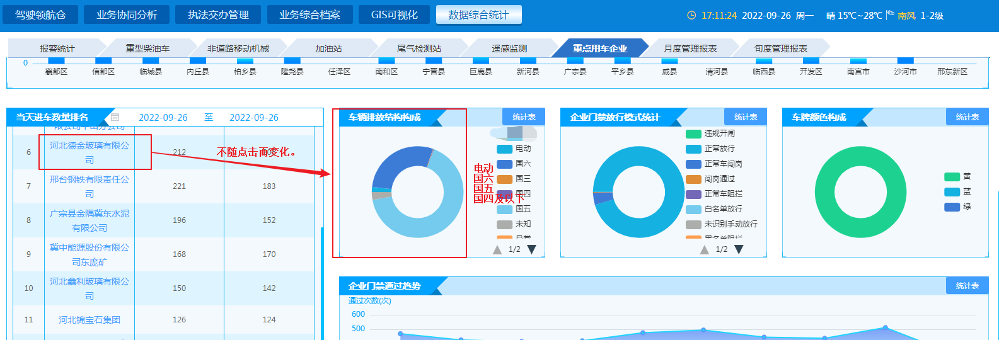 驾驶领航仓 业务协同分析 执法交办管理 业务综合档案 GIS可视化 数据综合统计 17:11:24 2022-09-26 周一 晴 15℃~28℃ 南风 1-2级
报警统计 重型柴油车 非道路移动机械 加油站 尾气检测站 遥感监测 重点用车企业 月度管理报表 旬度管理报表
0
襄都区 信都区 临城县 内丘县 柏乡县 隆尧县 任泽区 南和区 宁晋县 巨鹿县 新河县 广宗县 平乡县 威县 清河县 临西县 开发区 南宫市 沙河市 邢东新区
当天进车数量排名 2022-09-26 至 2022-09-26
6 河北德金玻璃有限公司 212
7 邢台钢铁有限责任公司 221 183
8 广宗县金隅冀东水泥有限公司 196 152
9 冀中能源股份有限公司东庞矿 168 170
10 河北鑫利玻璃有限公司 150 142
11 河北锦宝石集团 126 124
不随点击而变化。
车辆排放结构构成 统计表
电动
国六
国三
国四
国五
未知
1/2
电动
国六
国五
国四及以下
企业门禁放行模式统计 统计表
违规开闸
正常放行
正常车闯岗
闯岗通过
正常车阻拦
白名单放行
未识别手动放行
1/2
车牌颜色构成 统计表
黄
蓝
绿
企业门禁通过趋势 统计表
通过次数(次)
600
500